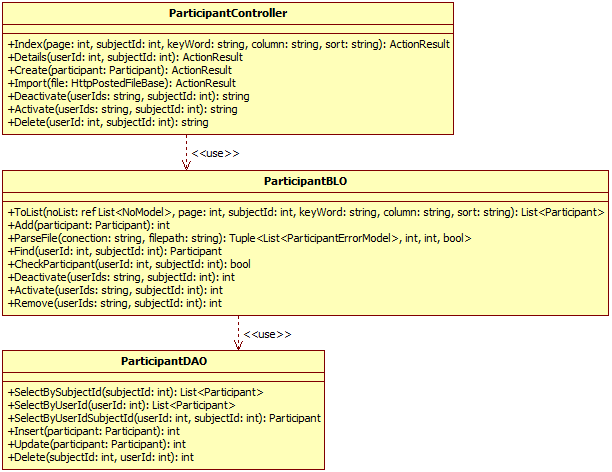 ParticipantController
+Index(page: int, subjectId: int, keyWord: string, column: string, sort: string): ActionResult
+Details(userId: int, subjectId: int): ActionResult
+Create(participant: Participant): ActionResult
+Import(file: HttpPostedFileBase): ActionResult
+Deactivate(userIds: string, subjectId: int): string
+Activate(userIds: string, subjectId: int): string
+Delete(userId: int, subjectId: int): string
<<use>>
ParticipantBLO
+ToList(noList: ref List<NoModel>, page: int, subjectId: int, keyWord: string, column: string, sort: string): List<Participant>
+Add(participant: Participant): int
+ParseFile(conection: string, filepath: string): Tuple<List<ParticipantErrorModel>, int, int, bool>
+Find(userId: int, subjectId: int): Participant
+CheckParticipant(userId: int, subjectId: int): bool
+Deactivate(userIds: string, subjectId: int): int
+Activate(userIds: string, subjectId: int): int
+Remove(userIds: string, subjectId: int): int
<<use>>
ParticipantDAO
+SelectBySubjectId(subjectId: int): List<Participant>
+SelectByUserId(userId: int): List<Participant>
+SelectByUserIdSubjectId(userId: int, subjectId: int): Participant
+Insert(participant: Participant): int
+Update(participant: Participant): int
+Delete(subjectId: int, userId: int): int